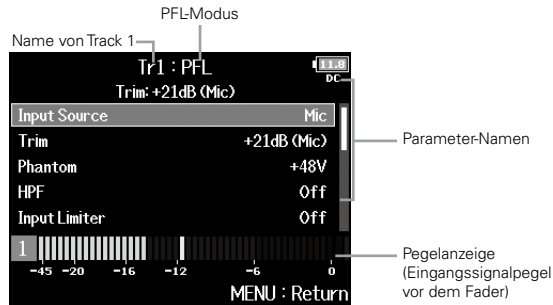 PFL-Modus
Name von Track 1
Tr1 : PFL
11.8
DC
Trim: +21dB (Mic)
Input Source Mic
Trim +21dB (Mic)
Phantom +48V
HPF Off
Input Limiter Off
Parameter-Namen
1
-45 -20 -16 -12 -6 0
Pegelanzeige
(Eingangssignalpegel
vor dem Fader)
MENU : Return